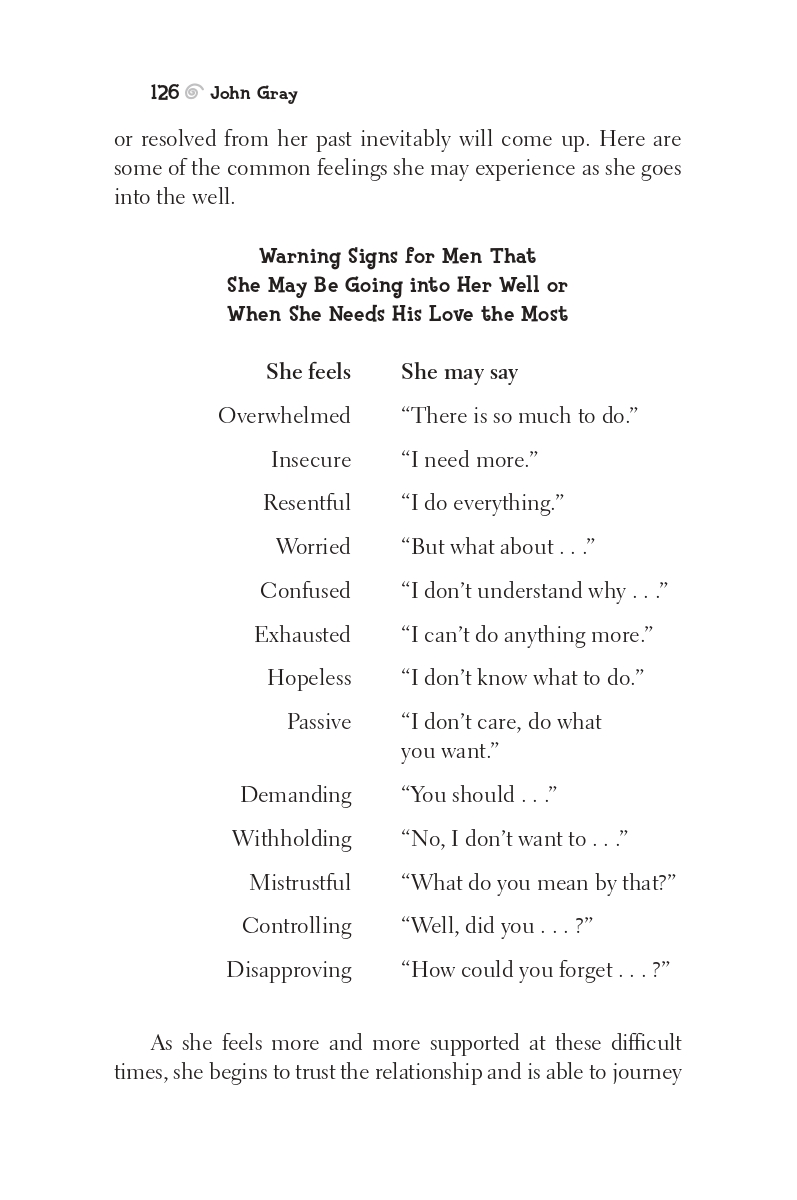 126 John Gray
or resolved from her past inevitably will come up. Here are
some of the common feelings she may experience as she goes
into the well.
Warning Signs for Men That
She May Be Going into Her Well or
When She Needs His Love the Most
She feels She may say
Overwhelmed “There is so much to do.”
Insecure “I need more.”
Resentful “I do everything.”
Worried “But what about . . .”
Confused “I don’t understand why . . .”
Exhausted “I can’t do anything more.”
Hopeless “I don’t know what to do.”
Passive “I don’t care, do what
you want.”
Demanding “You should . . .”
Withholding “No, I don’t want to . . .”
Mistrustful “What do you mean by that?”
Controlling “Well, did you . . . ?”
Disapproving “How could you forget . . . ?”
As she feels more and more supported at these difficult
times, she begins to trust the relationship and is able to journey